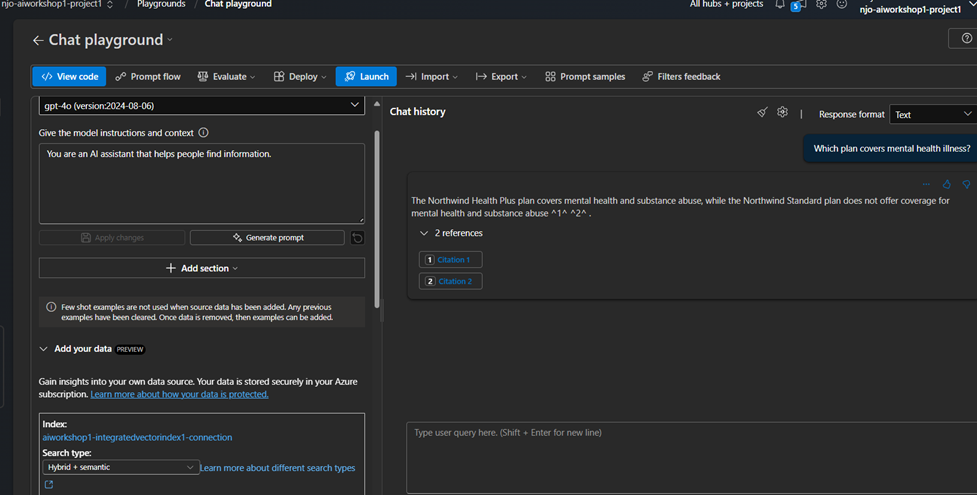 njo-aiworkshop1-project1 / Playgrounds / Chat playground
All hubs + projects
5
njo-aiworkshop1-project1
Chat playground
View code Prompt flow Evaluate Deploy Launch Import Export Prompt samples Filters feedback
gpt-4o (version:2024-08-06)
Give the model instructions and context
You are an AI assistant that helps people find information.
Apply changes
Generate prompt
Add section
Few shot examples are not used when source data has been added. Any previous
examples have been cleared. Once data is removed, then examples can be added.
Add your data PREVIEW
Gain insights into your own data source. Your data is stored securely in your Azure
subscription. Learn more about how your data is protected.
Index:
aiworkshop1-integratedvectorindex1-connection
Search type:
Hybrid + semantic
Learn more about different search types
Chat history
Response format Text
Which plan covers mental health illness?
The Northwind Health Plus plan covers mental health and substance abuse, while the Northwind Standard plan does not offer coverage for
mental health and substance abuse ^1^ ^2^ .
2 references
1 Citation 1
2 Citation 2
Type user query here. (Shift + Enter for new line)